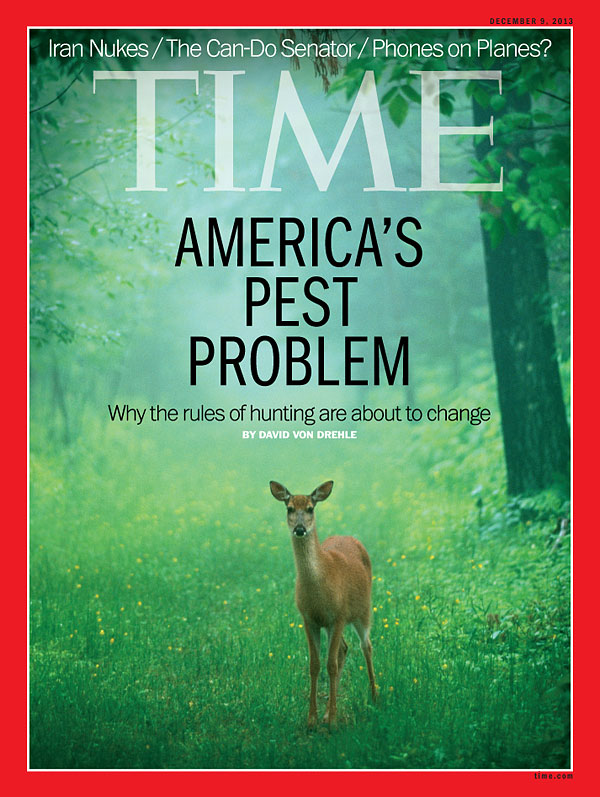 DECEMBER 9, 2013
Iran Nukes / The Can-Do Senator / Phones on Planes?
TIME
AMERICA'S
PEST
PROBLEM
Why the rules of hunting are about to change
BY DAVID VON DREHLE
time.com